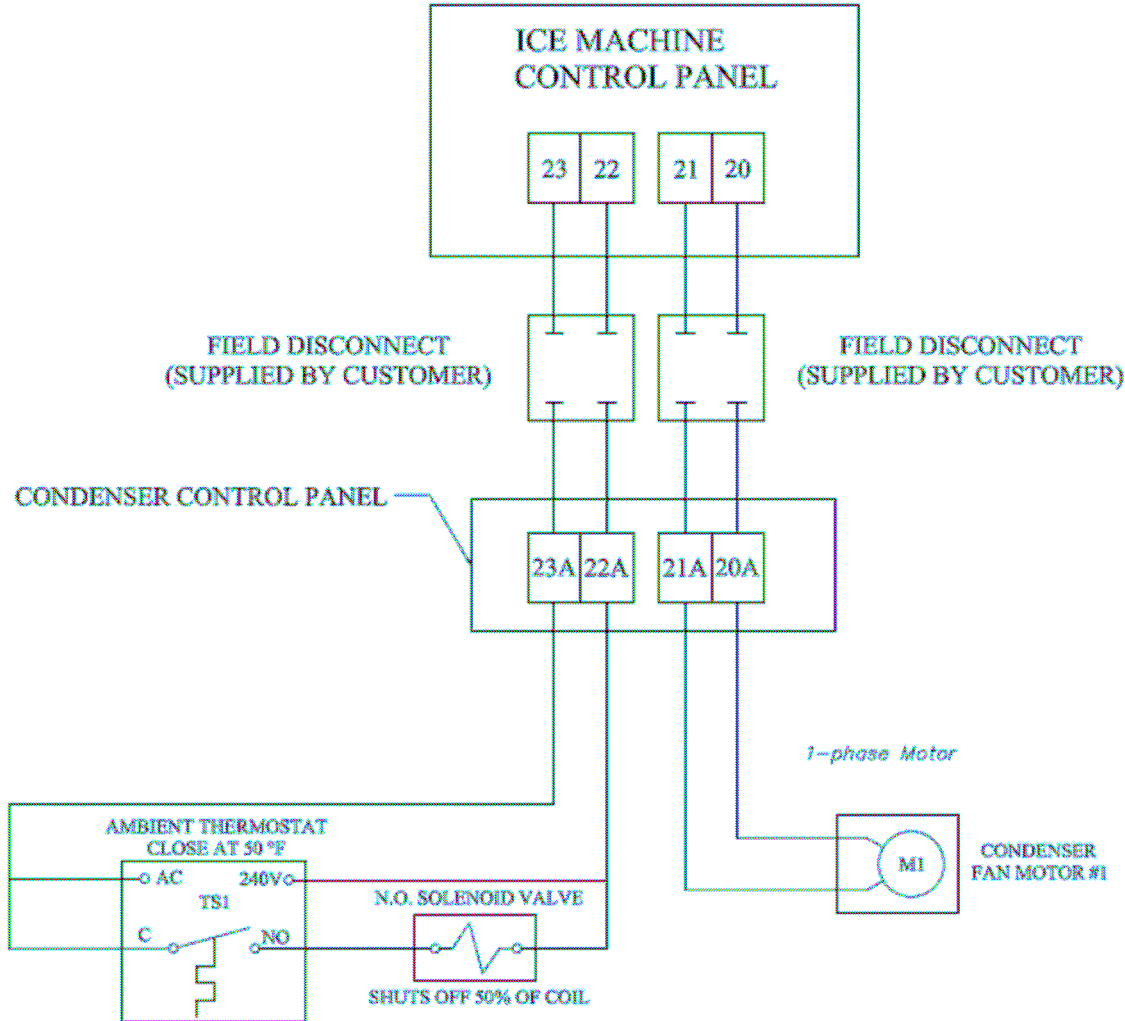 ICE MACHINE
CONTROL PANEL
23 22 21 20
FIELD DISCONNECT
(SUPPLIED BY CUSTOMER)
FIELD DISCONNECT
(SUPPLIED BY CUSTOMER)
CONDENSER CONTROL PANEL
23A 22A 21A 20A
1-phase Motor
AMBIENT THERMOSTAT
CLOSE AT 50 °F
AC 240V
TS1
C NO
N.O. SOLENOID VALVE
SHUTS OFF 50% OF COIL
M1
CONDENSER
FAN MOTOR #1